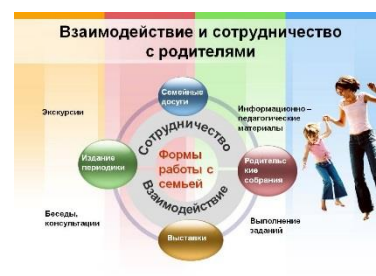 Взаимодействие и сотрудничество
с родителями
Семейные
досуги
Экскурсии
Информационно –
педагогические
материалы
Сотрудничество
Издание
периодики
Формы
работы с
семьей
Родительс
кие
собрания
Взаимодействие
Беседы,
консультации
Выполнение
заданий
Выставки